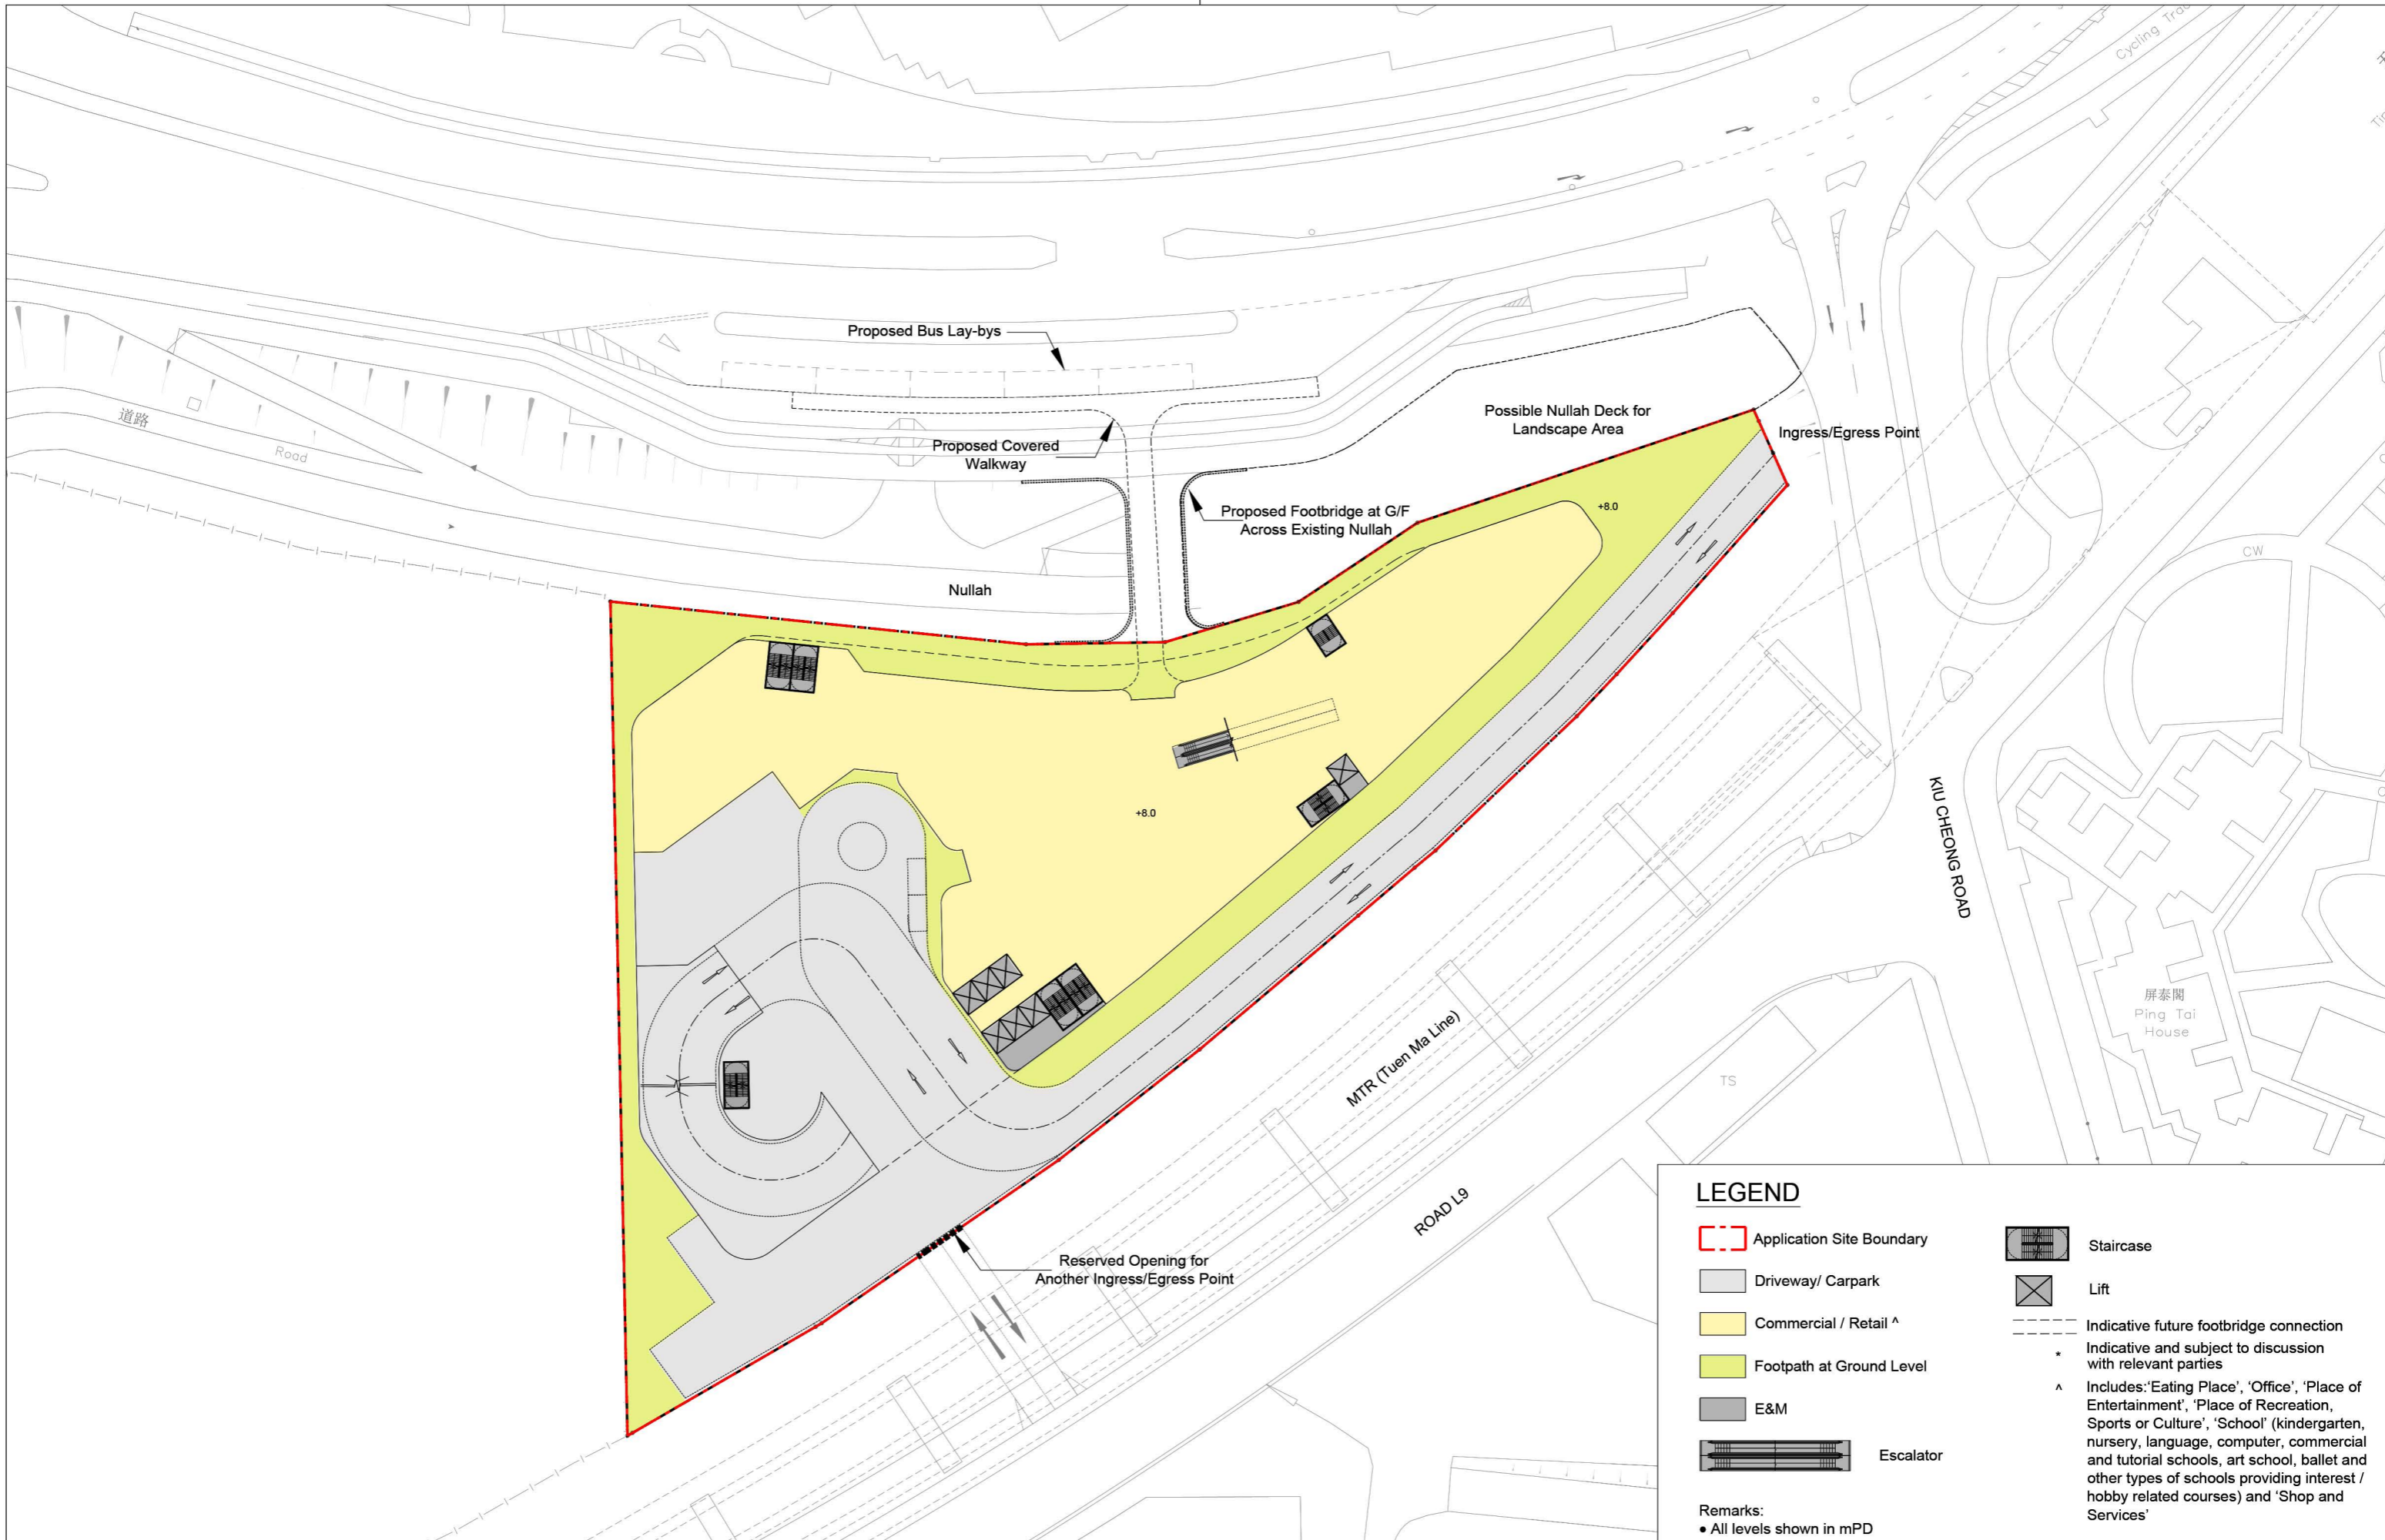 Cycling Trac
Proposed Bus Lay-bys
道路
Road
Proposed Covered
Walkway
Possible Nullah Deck for
Landscape Area
Ingress/Egress Point
Proposed Footbridge at G/F
Across Existing Nullah
+8.0
Nullah
CW
+8.0
KIU CHEONG ROAD
屏泰閣
Ping Tai
House
TS
MTR (Tuen Ma Line)
ROAD L9
Reserved Opening for
Another Ingress/Egress Point
LEGEND
Application Site Boundary
Driveway/ Carpark
Commercial / Retail ^
Footpath at Ground Level
E&M
Escalator
Remarks:
• All levels shown in mPD
Staircase
Lift
Indicative future footbridge connection
* Indicative and subject to discussion
with relevant parties
^ Includes:‘Eating Place’, ‘Office’, ‘Place of
Entertainment’, ‘Place of Recreation,
Sports or Culture’, ‘School’ (kindergarten,
nursery, language, computer, commercial
and tutorial schools, art school, ballet and
other types of schools providing interest /
hobby related courses) and ‘Shop and
Services’